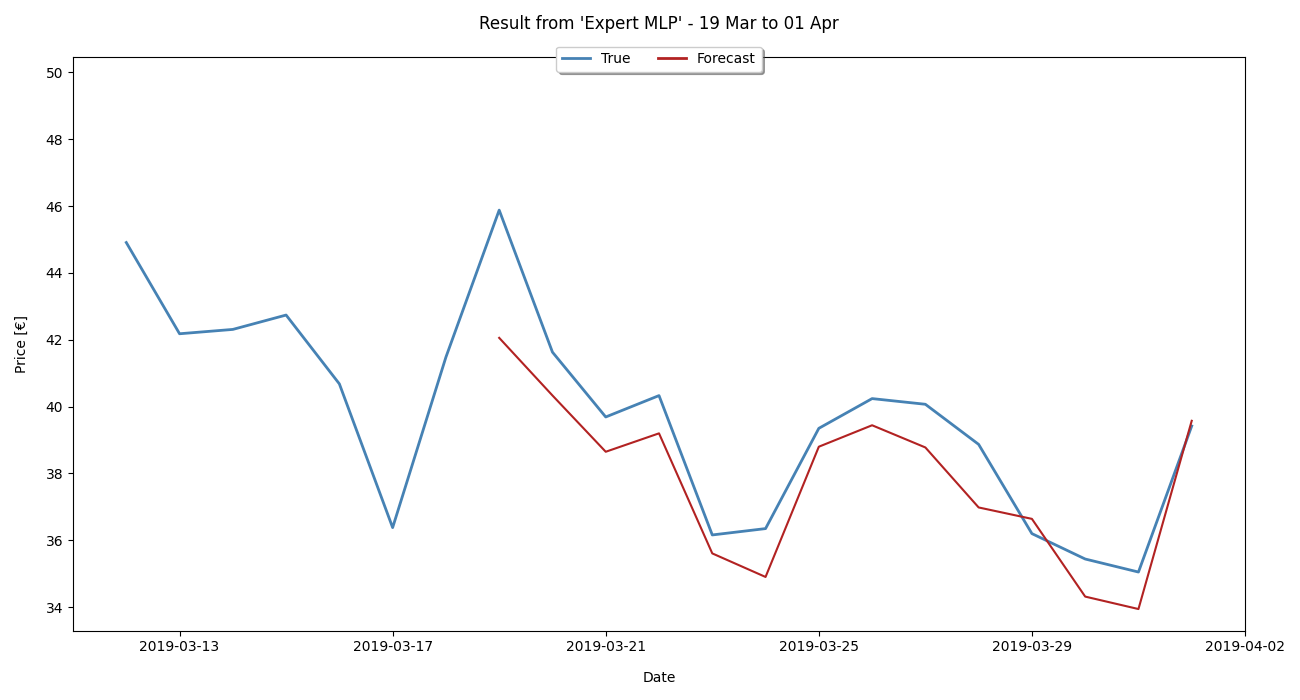 Result from 'Expert MLP' - 19 Mar to 01 Apr
True Forecast
50
48
46
44
42
40
38
36
34
Price [€]
2019-03-13 2019-03-17 2019-03-21 2019-03-25 2019-03-29 2019-04-02
Date